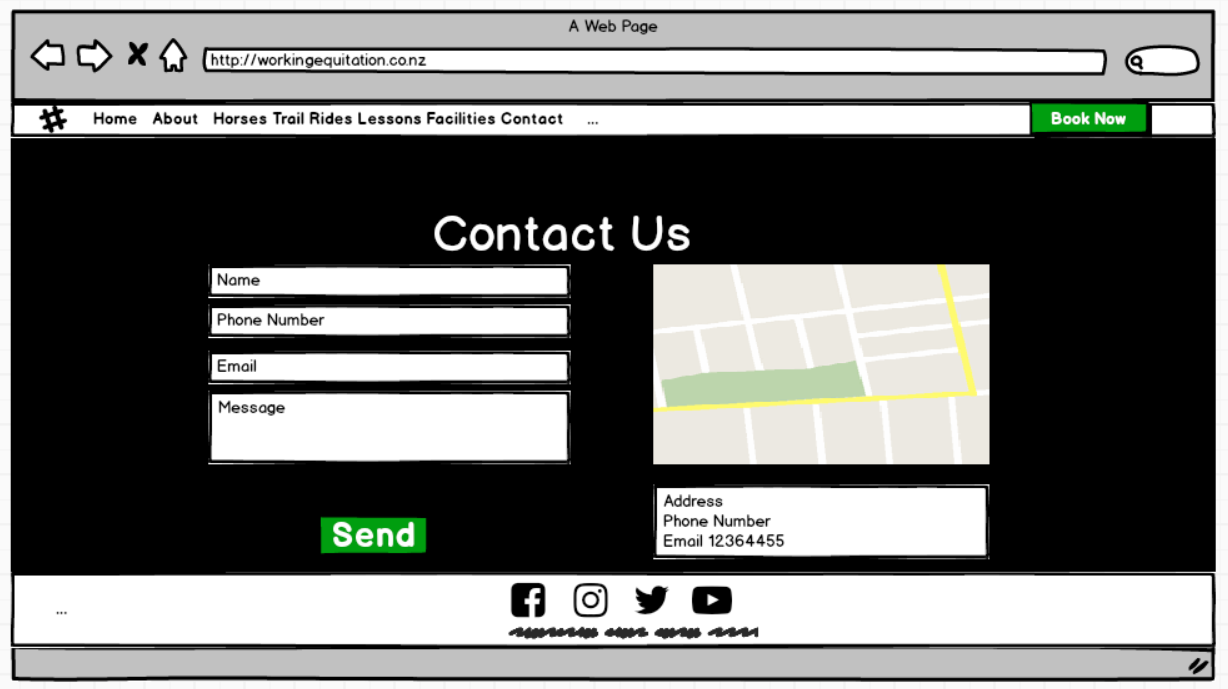 A Web Page
http://workingequitation.co.nz
# Home About Horses Trail Rides Lessons Facilities Contact ... Book Now
Contact Us
Name
Phone Number
Email
Message
Send
Address
Phone Number
Email 12364455
...